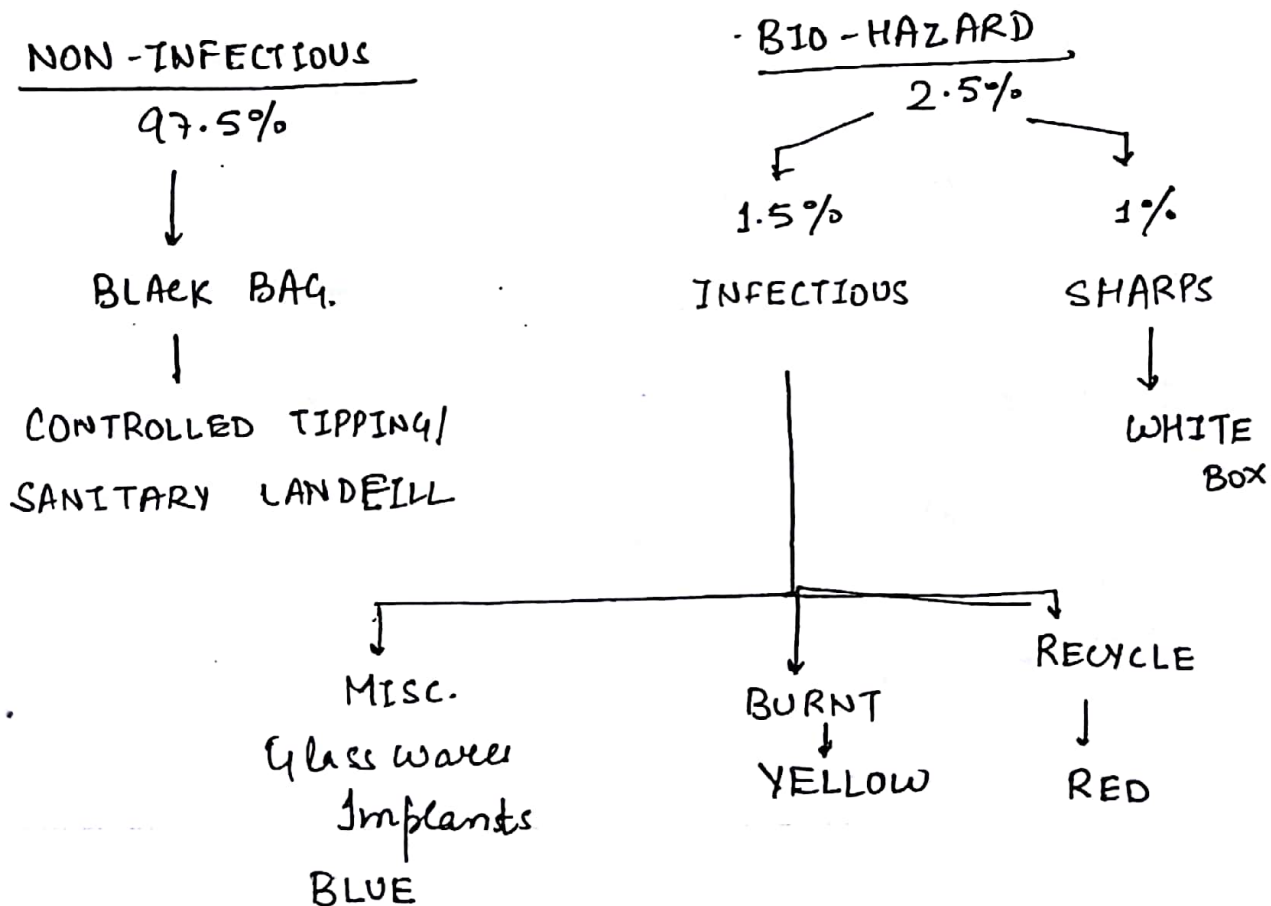 NON-INFECTIOUS
97.5%
BLACK BAG.
CONTROLLED TIPPING/
SANITARY LANDFILL
BIO-HAZARD
2.5%
1.5%
INFECTIOUS
1%
SHARPS
WHITE
BOX
MISC.
Glass wares
Implants
BLUE
BURNT
YELLOW
RECYCLE
RED